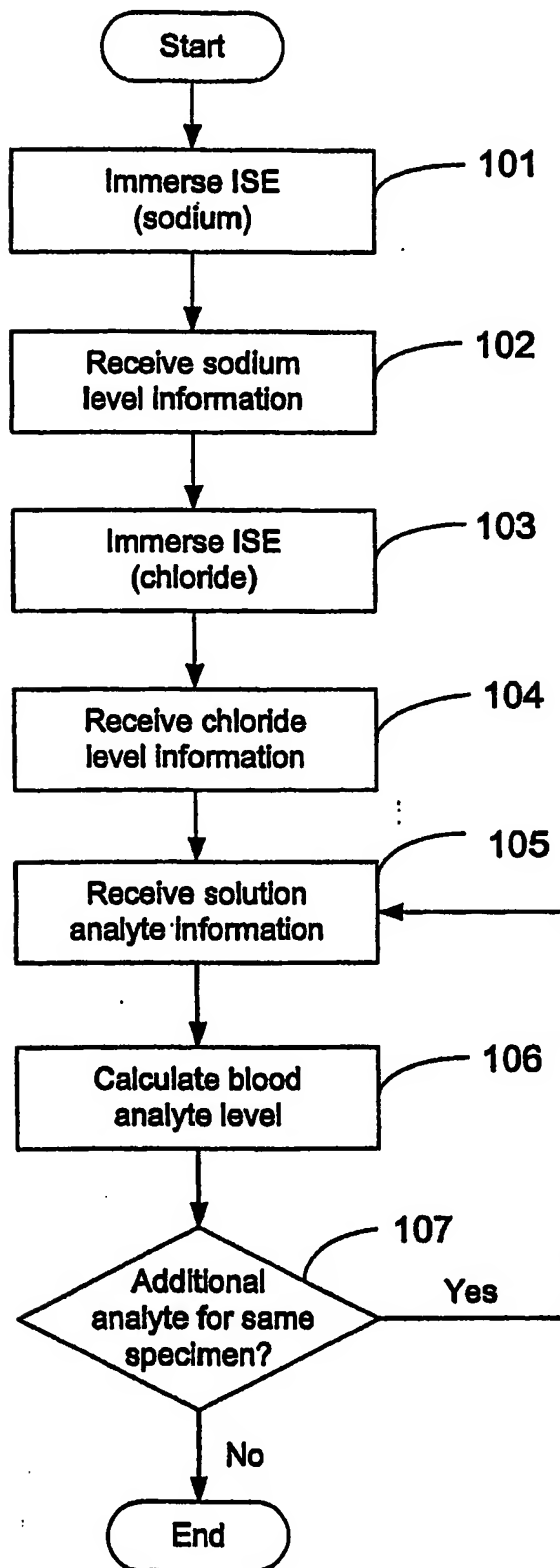 Start
Immerse ISE
(sodium)
101
Receive sodium
level information
102
Immerse ISE
(chloride)
103
Receive chloride
level information
104
Receive solution
analyte information
105
Calculate blood
analyte level
106
Additional
analyte for same
specimen?
107
Yes
No
End